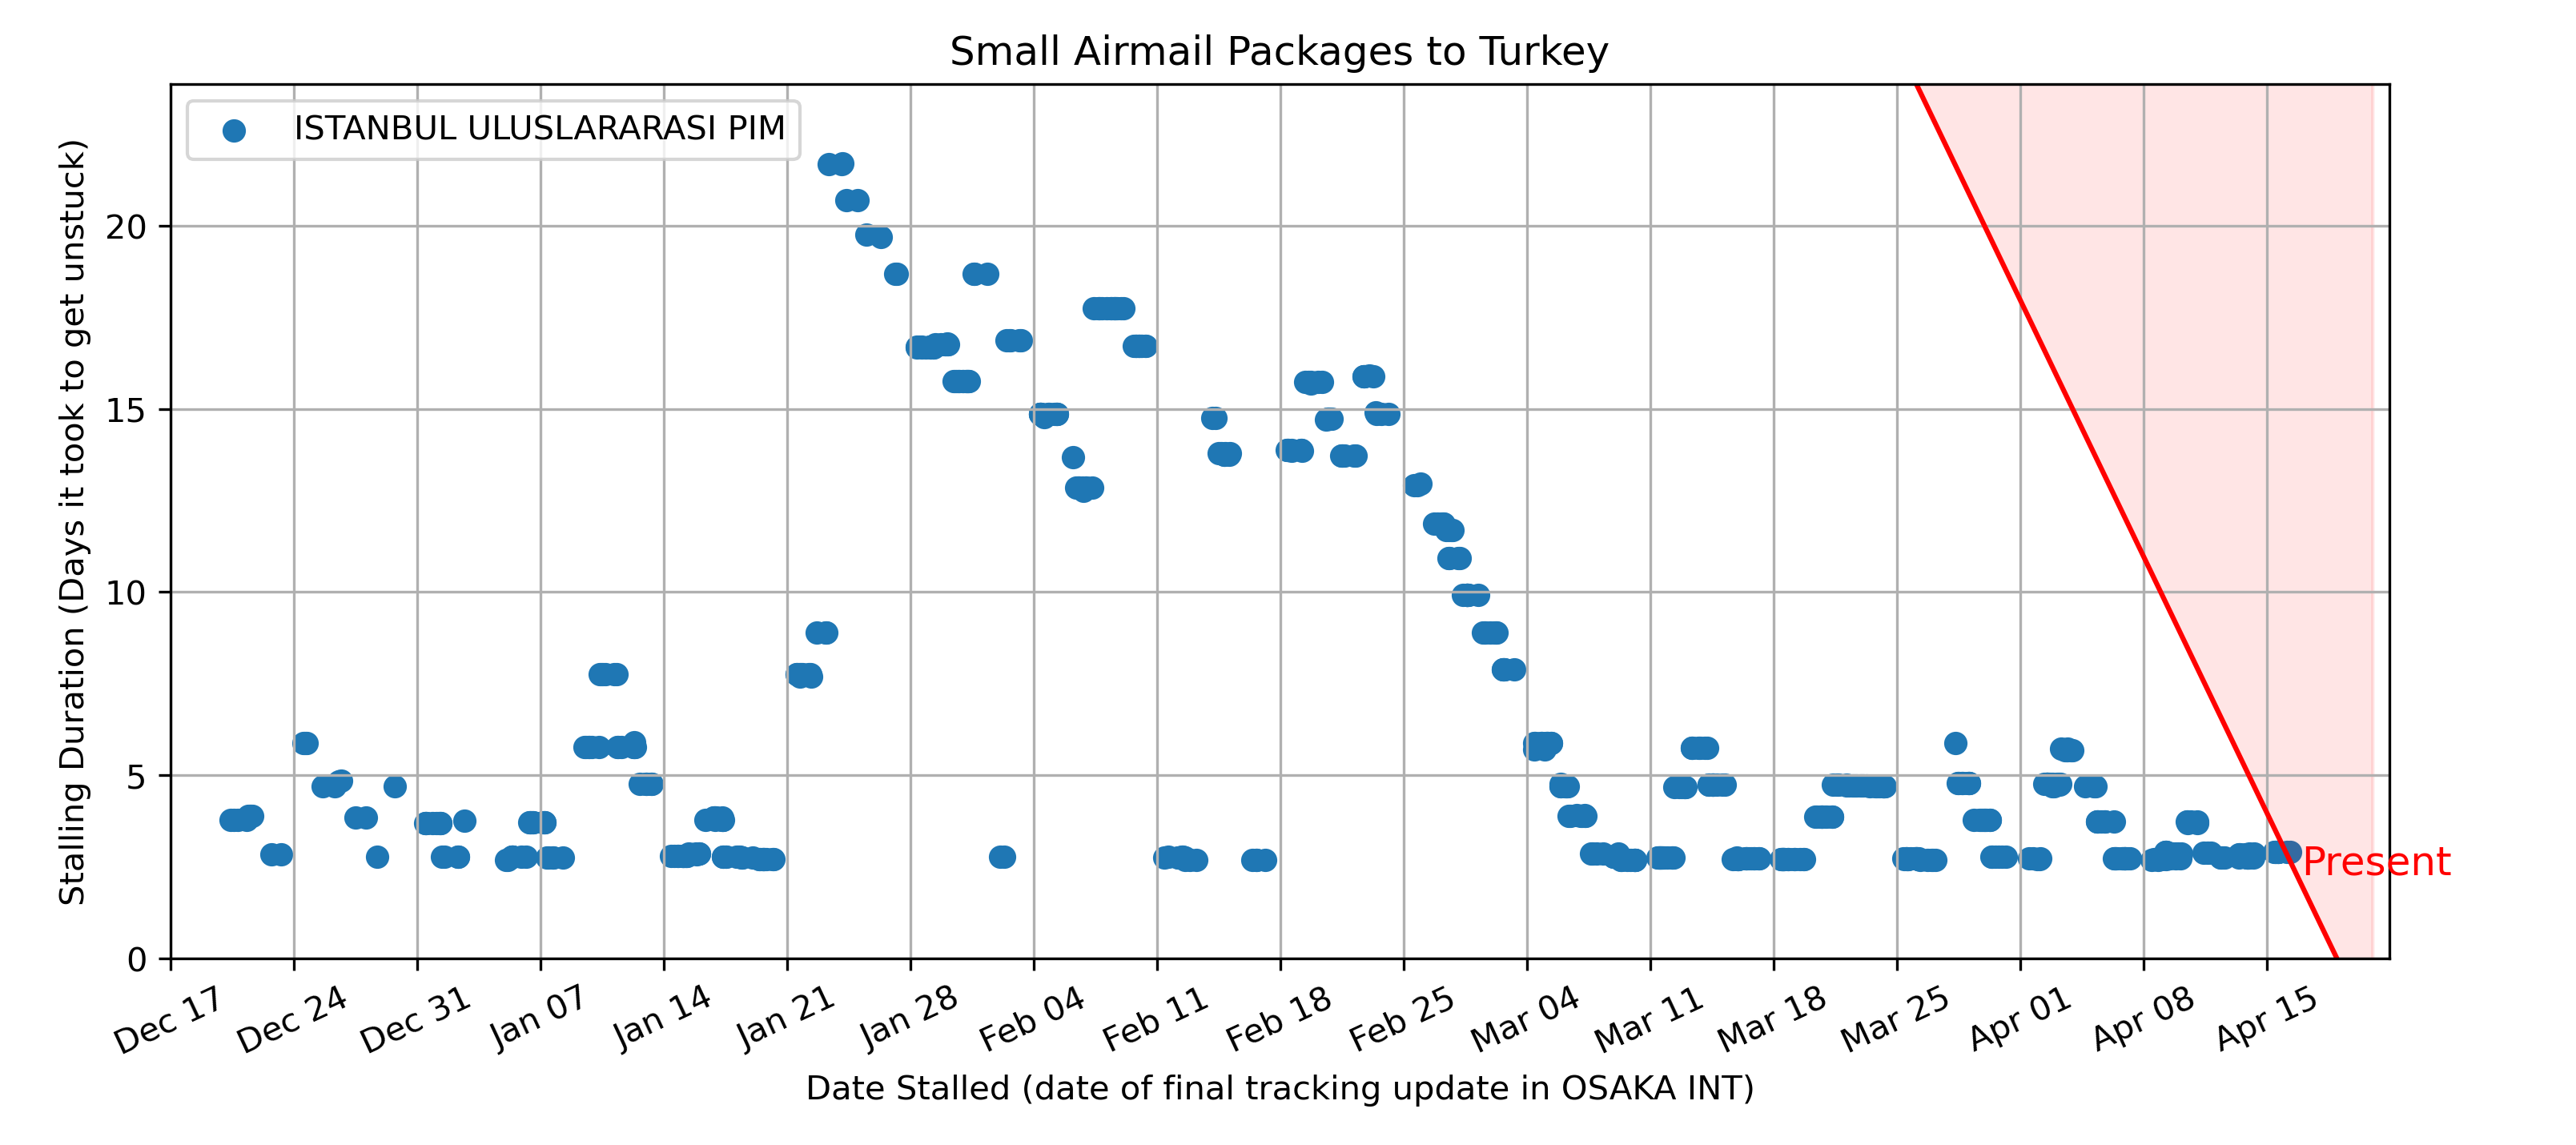 Small Airmail Packages to Turkey
ISTANBUL ULUSLARARASI PIM
Stalling Duration (Days it took to get unstuck)
20
15
10
5
0
Present
Dec 17
Dec 24
Dec 31
Jan 07
Jan 14
Jan 21
Jan 28
Feb 04
Feb 11
Feb 18
Feb 25
Mar 04
Mar 11
Mar 18
Mar 25
Apr 01
Apr 08
Apr 15
Date Stalled (date of final tracking update in OSAKA INT)